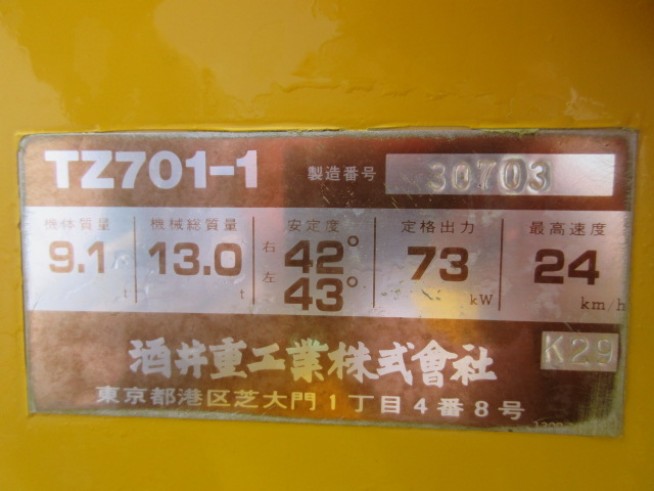 TZ701-1 製造番号 30703
機体質量 機械総質量 安定度 定格出力 最高速度
9.1 t 13.0 t 右 42° 左 43° 73 kW 24 km/h
酒井重工業株式會社 K29
東京都港区芝大門1丁目4番8号